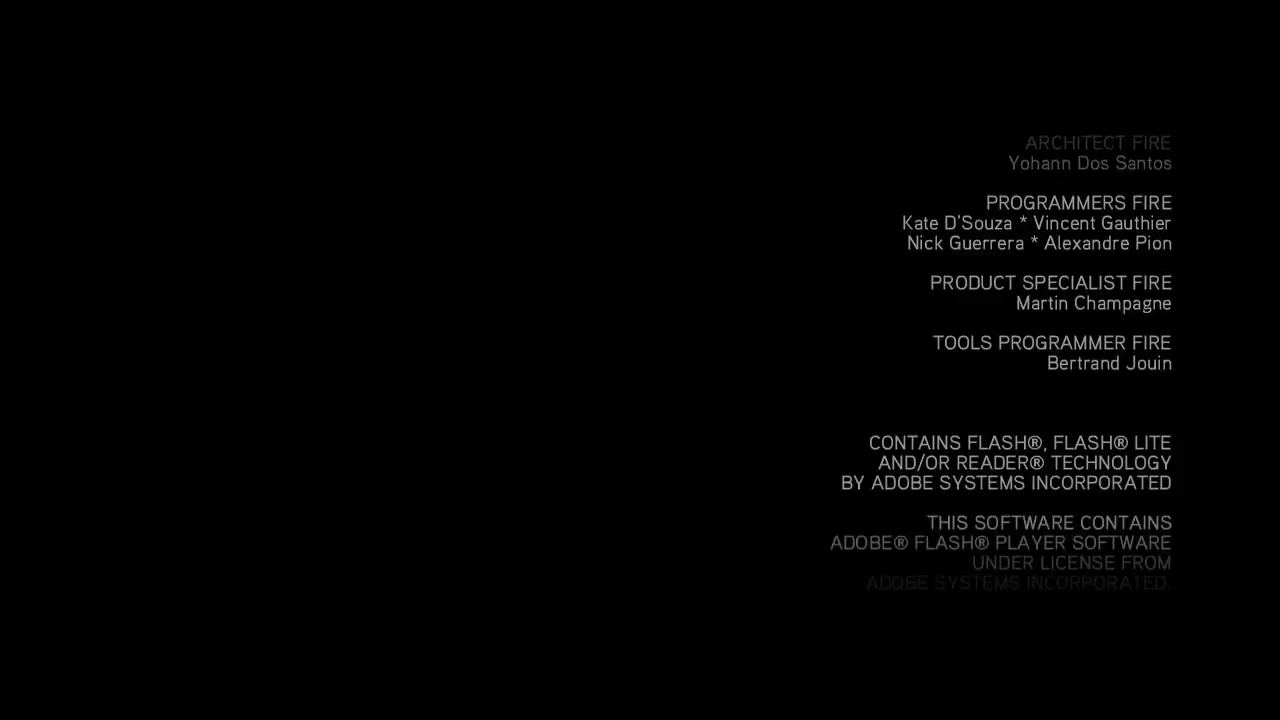 ARCHITECT FIRE
Yohann Dos Santos
PROGRAMMERS FIRE
Kate D'Souza * Vincent Gauthier
Nick Guerrera * Alexandre Pion
PRODUCT SPECIALIST FIRE
Martin Champagne
TOOLS PROGRAMMER FIRE
Bertrand Jouin
CONTAINS FLASH®, FLASH® LITE
AND/OR READER® TECHNOLOGY
BY ADOBE SYSTEMS INCORPORATED
THIS SOFTWARE CONTAINS
ADOBE® FLASH® PLAYER SOFTWARE
UNDER LICENSE FROM
ADOBE SYSTEMS INCORPORATED.